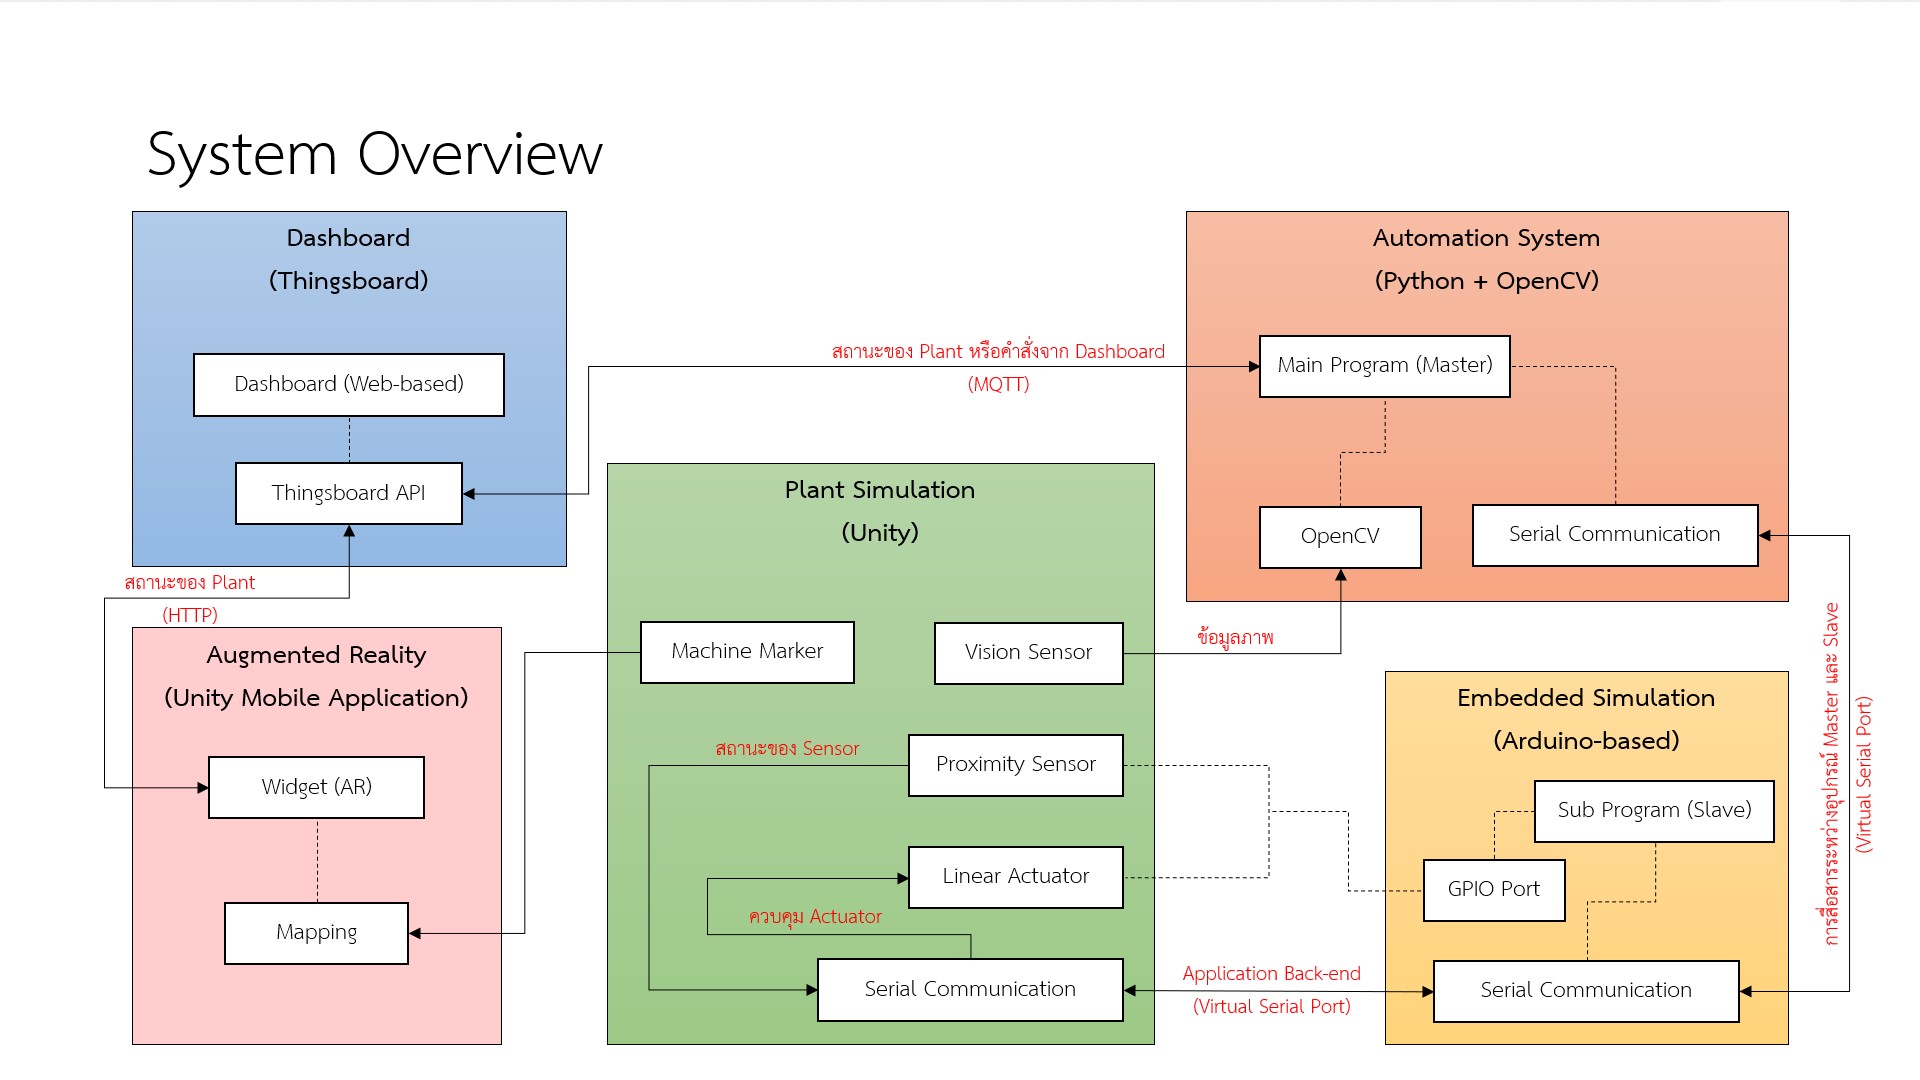 System Overview
Dashboard
(Thingsboard)
Dashboard (Web-based)
Thingsboard API
สถานะของ Plant
(HTTP)
Augmented Reality
(Unity Mobile Application)
Widget (AR)
Mapping
สถานะของ Plant หรือคำสั่งจาก Dashboard
(MQTT)
Plant Simulation
(Unity)
Machine Marker
Vision Sensor
สถานะของ Sensor
Proximity Sensor
Linear Actuator
ควบคุม Actuator
Serial Communication
Automation System
(Python + OpenCV)
Main Program (Master)
OpenCV
Serial Communication
ข้อมูลภาพ
Embedded Simulation
(Arduino-based)
Sub Program (Slave)
GPIO Port
Serial Communication
Application Back-end
(Virtual Serial Port)
การสื่อสารระหว่างอุปกรณ์ Master และ Slave
(Virtual Serial Port)